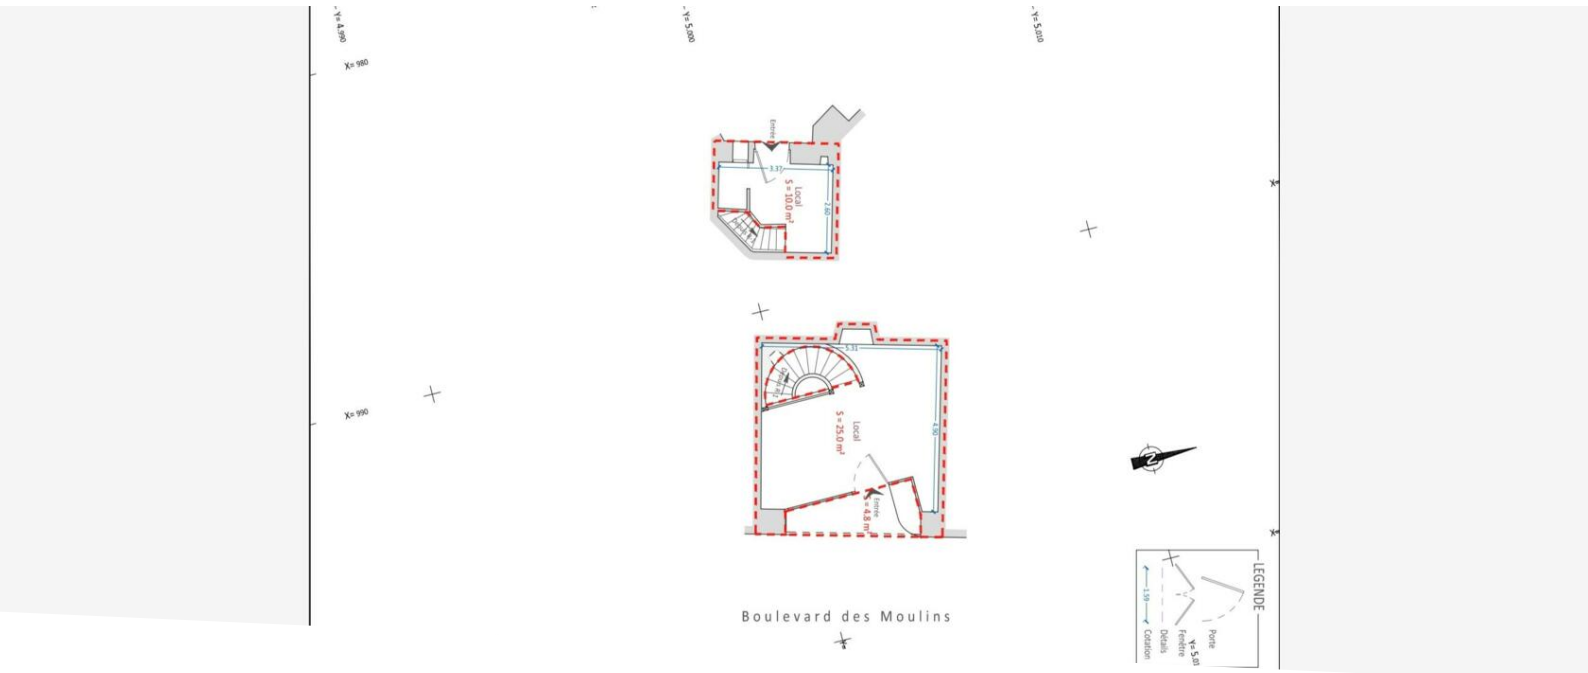 Y= 4.990
Y= 5.000
Y= 5.010
X= 980
Entrée
3.37
Local
S = 10.0 m²
2.60
5.31
Local
S = 25.0 m²
4.90
X= 990
Entrée
S = 4.8 m²
N
Boulevard des Moulins
LEGENDE
Porte
Fenêtre
Détails
1.59
Cotation
Y= 5.01